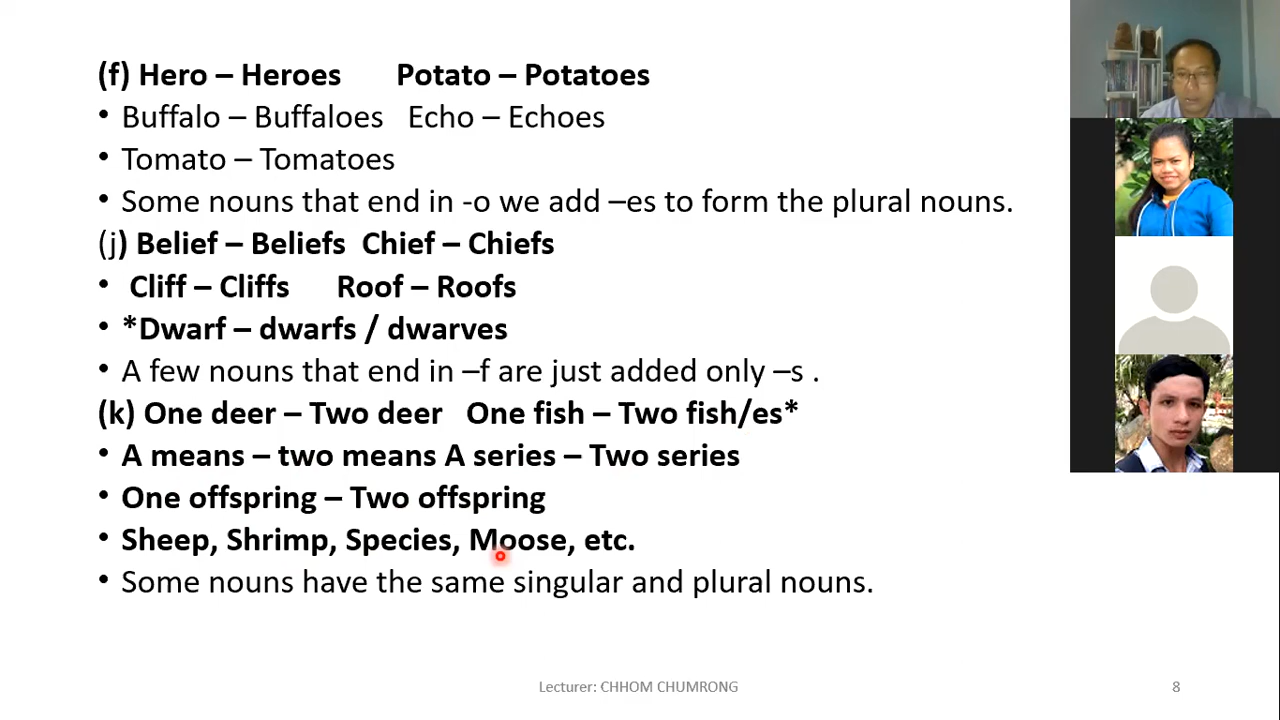 (f) Hero – Heroes Potato – Potatoes
• Buffalo – Buffaloes Echo – Echoes
• Tomato – Tomatoes
• Some nouns that end in -o we add –es to form the plural nouns.
(j) Belief – Beliefs Chief – Chiefs
• Cliff – Cliffs Roof – Roofs
• *Dwarf – dwarfs / dwarves
• A few nouns that end in –f are just added only –s .
(k) One deer – Two deer One fish – Two fish/es*
• A means – two means A series – Two series
• One offspring – Two offspring
• Sheep, Shrimp, Species, Moose, etc.
• Some nouns have the same singular and plural nouns.
Lecturer: CHHOM CHUMRONG 8